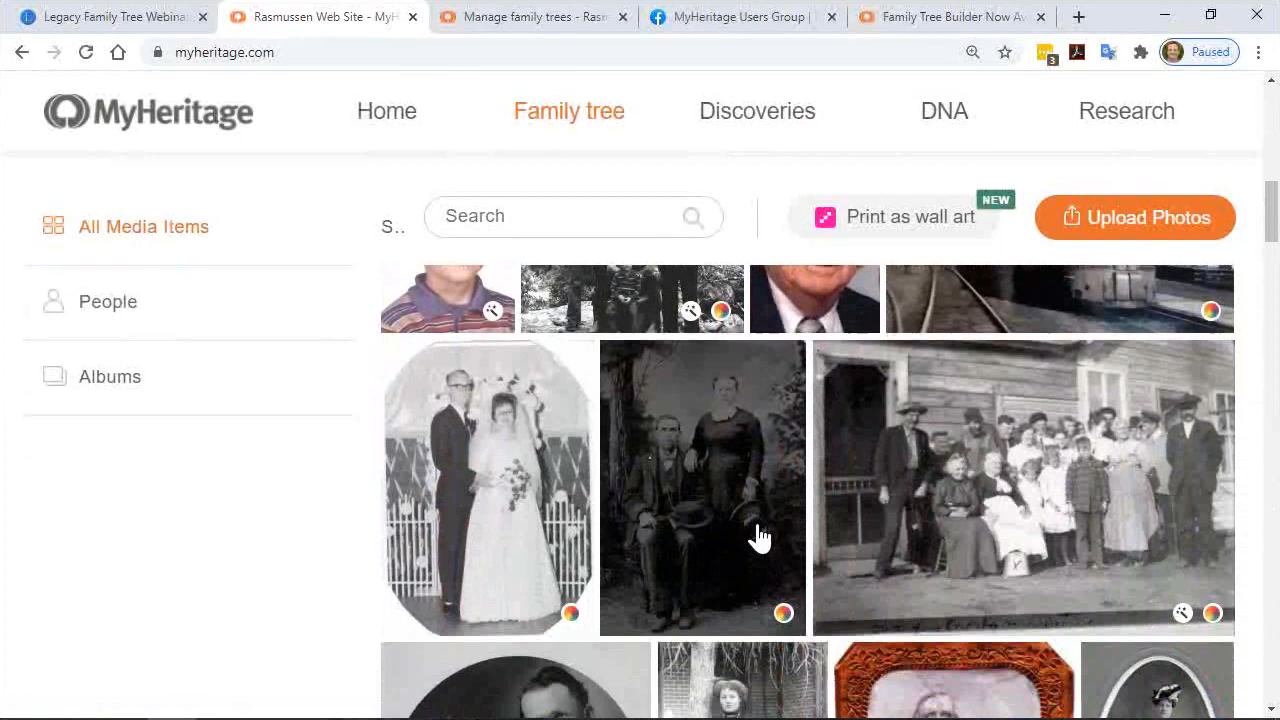 Legacy Family Tree Webinar
Rasmussen Web Site - MyH
Manage family trees - Rasm
MyHeritage Users Group |
Family Tree Builder Now Av
myheritage.com
3
Paused
MyHeritage
Home
Family tree
Discoveries
DNA
Research
All Media Items
S..
Search
Print as wall art
NEW
Upload Photos
People
Albums